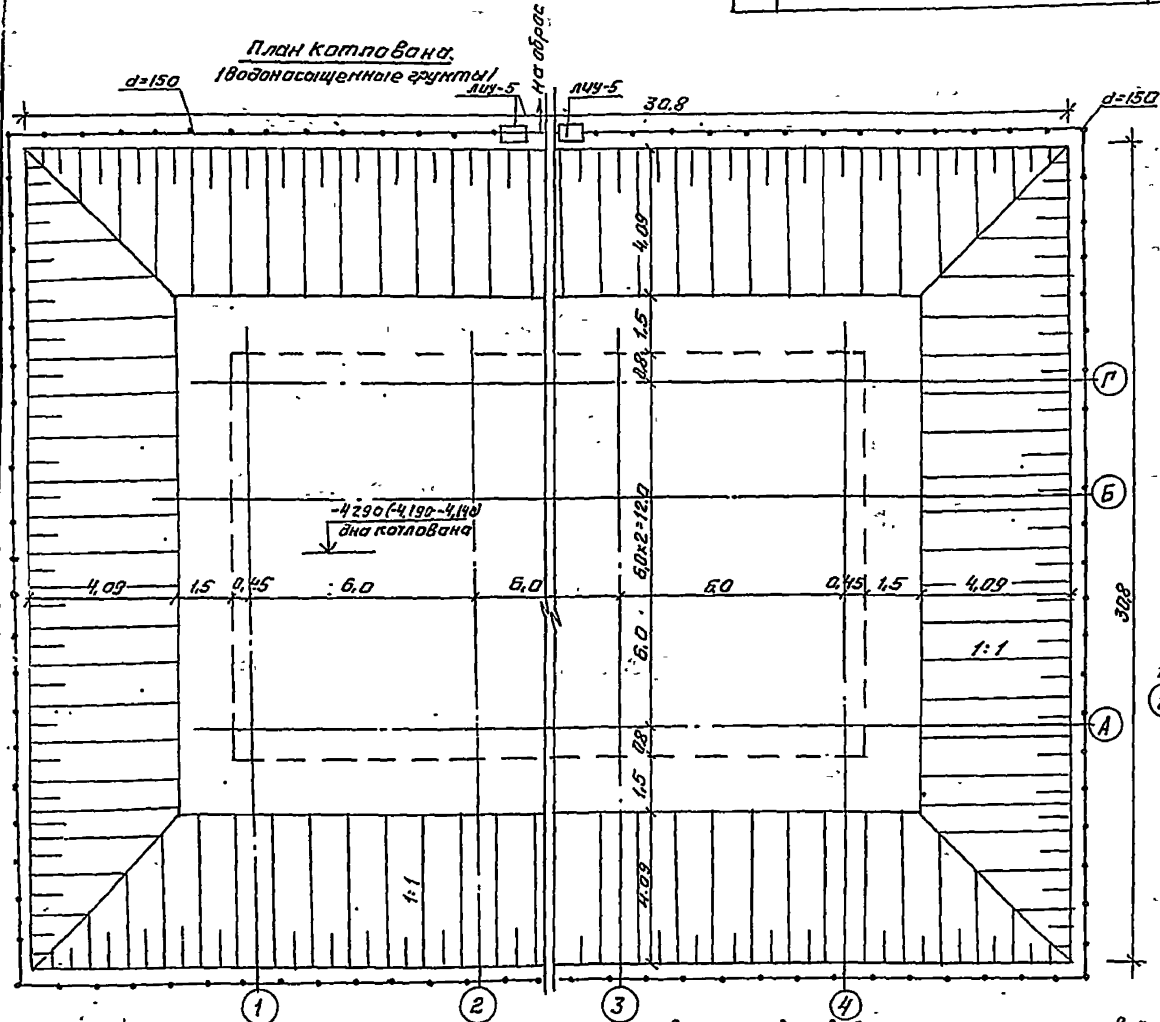 План котлована.
(водонасыщенные грунты)
на сброс
d=150
лиу-5
лиу-5
30.8
d=150
4,09
1.5
0.8
Г
Б
-4290(-4,190-4,140)
дна котлована
6,0х2=12.0
4,09
1.5
0,45
6.0
6.0
6.0
0,45
1.5
4,09
30.8
6.0
1:1
0.8
А
1.5
1:1
4.09
1
2
3
4